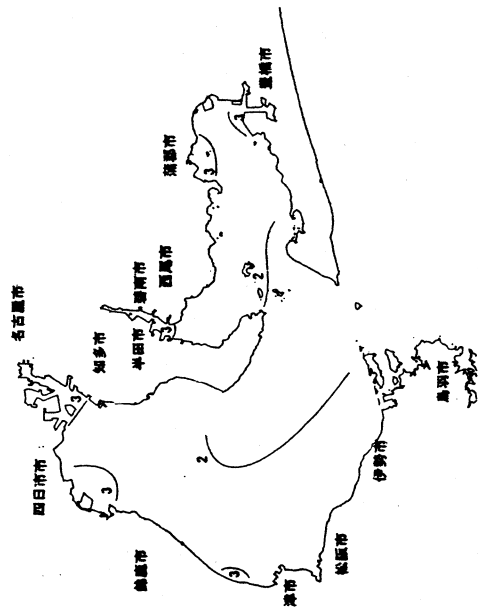 名古屋市
知多市
半田市
碧南市
西尾市
蒲郡市
豊橋市
四日市市
鈴鹿市
津市
松阪市
伊勢市
鳥羽市
3
3
3
3
3
3
2
2